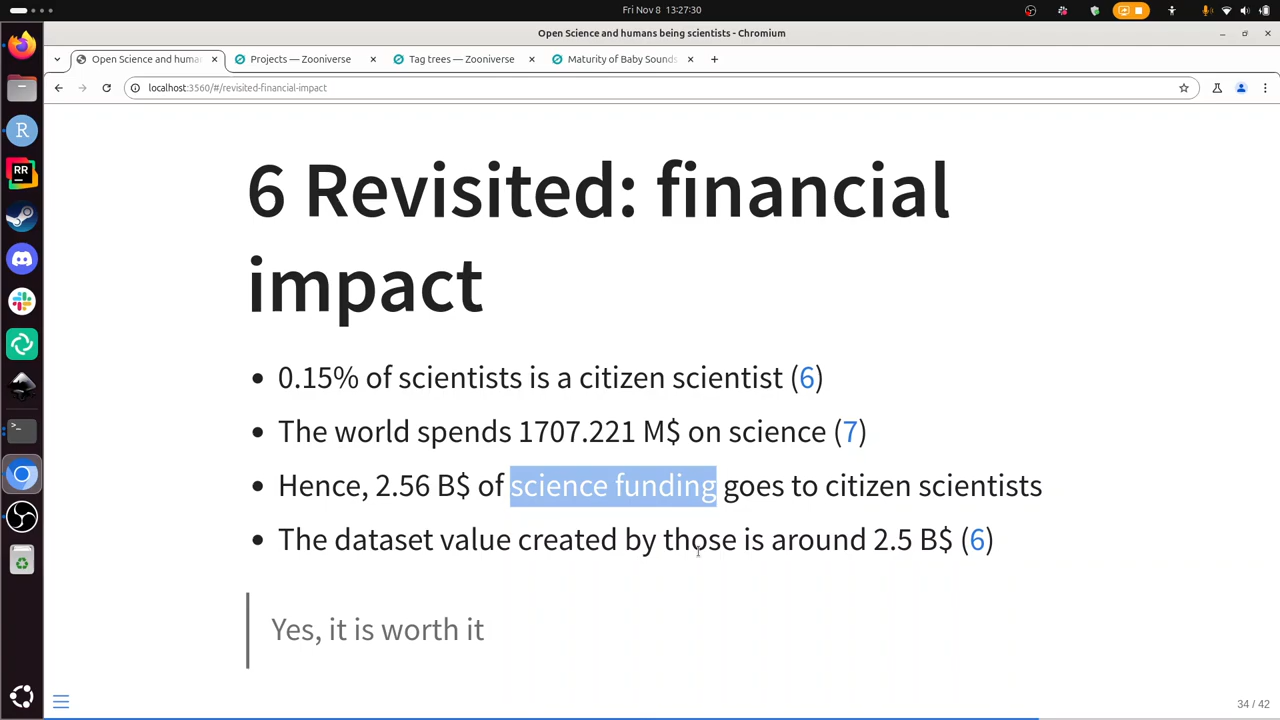 Fri Nov 8 13:27:30
Open Science and humans being scientists - Chromium
Open Science and huma
Projects — Zooniverse
Tag trees — Zooniverse
Maturity of Baby Sounds
localhost:3560/#/revisited-financial-impact
6 Revisited: financial
impact
• 0.15% of scientists is a citizen scientist (6)
• The world spends 1707.221 M$ on science (7)
• Hence, 2.56 B$ of science funding goes to citizen scientists
• The dataset value created by those is around 2.5 B$ (6)
Yes, it is worth it
34 / 42
R
RR